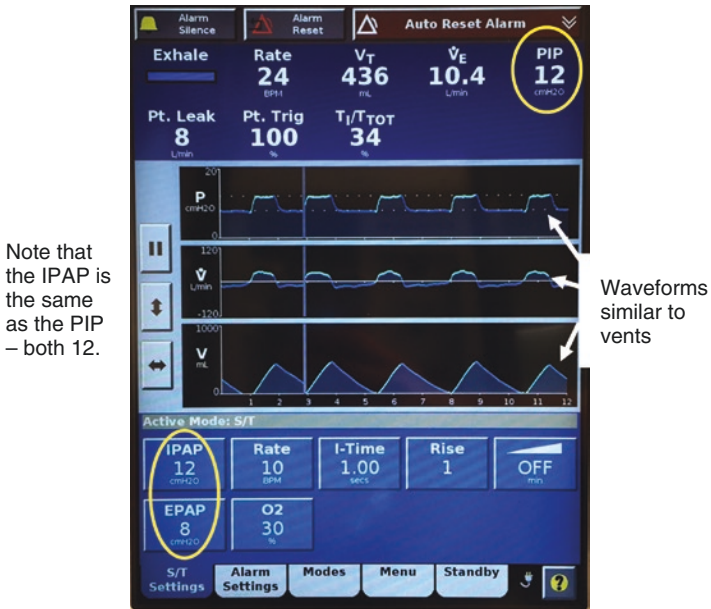 Alarm
Silence
Alarm
Reset
Auto Reset Alarm
Exhale
Rate
24
BPM
VT
436
mL
V̇E
10.4
L/min
PIP
12
cmH2O
Pt. Leak
8
L/min
Pt. Trig
100
%
TI/TTOT
34
%
Note that
the IPAP is
the same
as the PIP
– both 12.
20
P
cmH2O
0
120
V̇
L/min
-120
1000
V
mL
0
1 2 3 4 5 6 7 8 9 10 11 12
Waveforms
similar to
vents
Active Mode: S/T
IPAP
12
cmH2O
Rate
10
BPM
I-Time
1.00
secs
Rise
1
OFF
min
EPAP
8
cmH2O
O2
30
%
S/T
Settings
Alarm
Settings
Modes
Menu
Standby
?